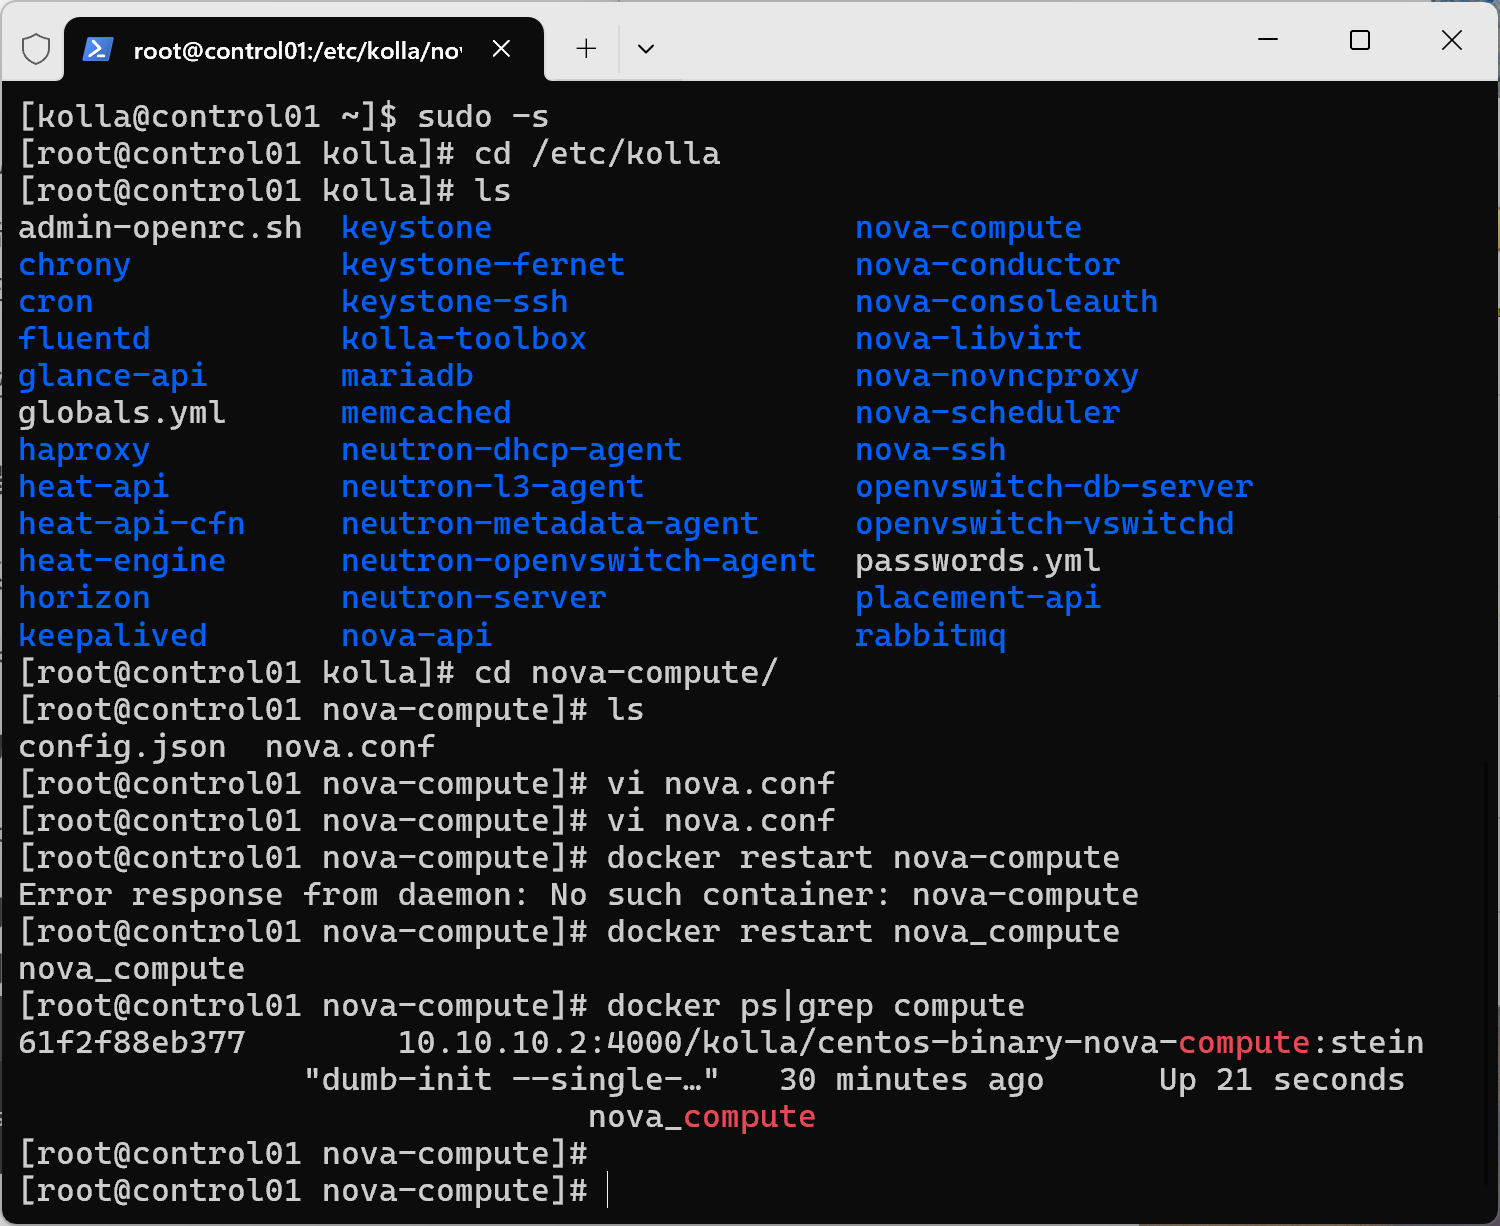 root@control01:/etc/kolla/nov
[kolla@control01 ~]$ sudo -s
[root@control01 kolla]# cd /etc/kolla
[root@control01 kolla]# ls
admin-openrc.sh  keystone                   nova-compute
chrony           keystone-fernet            nova-conductor
cron             keystone-ssh               nova-consoleauth
fluentd          kolla-toolbox              nova-libvirt
glance-api       mariadb                    nova-novncproxy
globals.yml      memcached                  nova-scheduler
haproxy          neutron-dhcp-agent         nova-ssh
heat-api         neutron-l3-agent           openvswitch-db-server
heat-api-cfn     neutron-metadata-agent     openvswitch-vswitchd
heat-engine      neutron-openvswitch-agent  passwords.yml
horizon          neutron-server             placement-api
keepalived       nova-api                   rabbitmq
[root@control01 kolla]# cd nova-compute/
[root@control01 nova-compute]# ls
config.json  nova.conf
[root@control01 nova-compute]# vi nova.conf
[root@control01 nova-compute]# vi nova.conf
[root@control01 nova-compute]# docker restart nova-compute
Error response from daemon: No such container: nova-compute
[root@control01 nova-compute]# docker restart nova_compute
nova_compute
[root@control01 nova-compute]# docker ps|grep compute
61f2f88eb377        10.10.10.2:4000/kolla/centos-binary-nova-compute:stein
"dumb-init --single-…"   30 minutes ago      Up 21 seconds
nova_compute
[root@control01 nova-compute]#
[root@control01 nova-compute]#